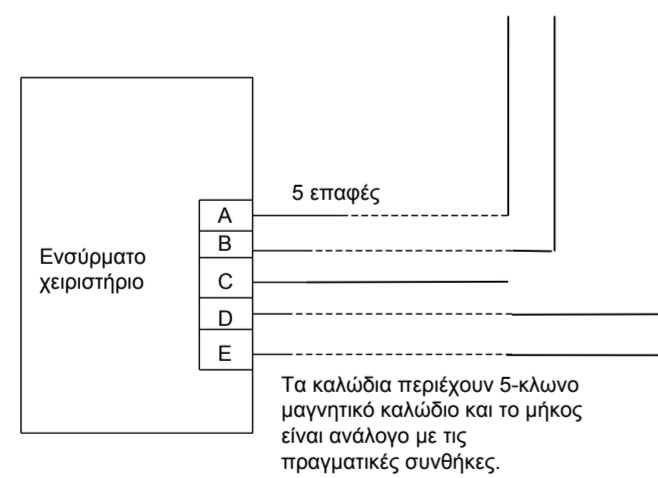 5 επαφές
A
B
C
D
E
Ενσύρματο
χειριστήριο
Τα καλώδια περιέχουν 5-κλωνο
μαγνητικό καλώδιο και το μήκος
είναι ανάλογο με τις
πραγματικές συνθήκες.